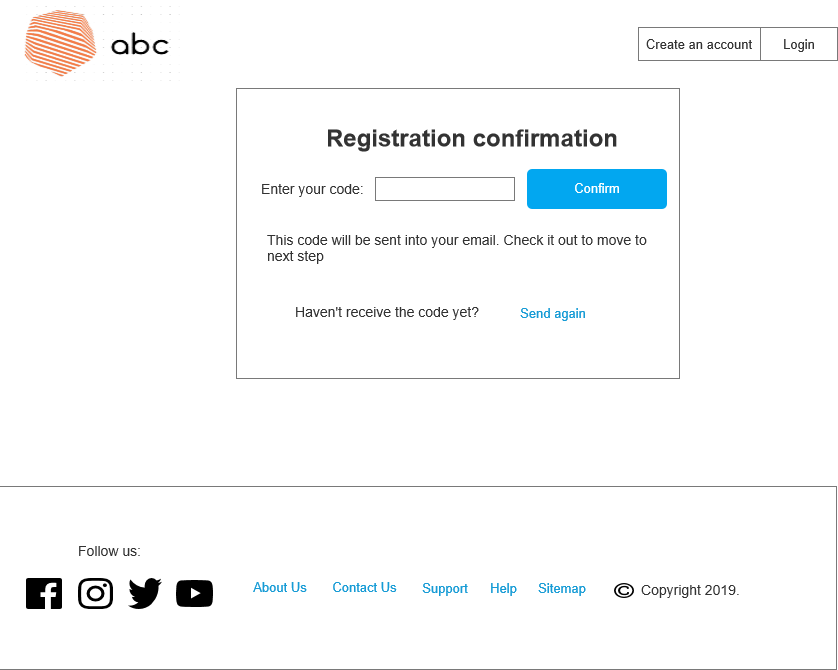 abc
Create an account
Login
Registration confirmation
Enter your code:
Confirm
This code will be sent into your email. Check it out to move to
next step
Haven't receive the code yet?
Send again
Follow us:
About Us
Contact Us
Support
Help
Sitemap
© Copyright 2019.